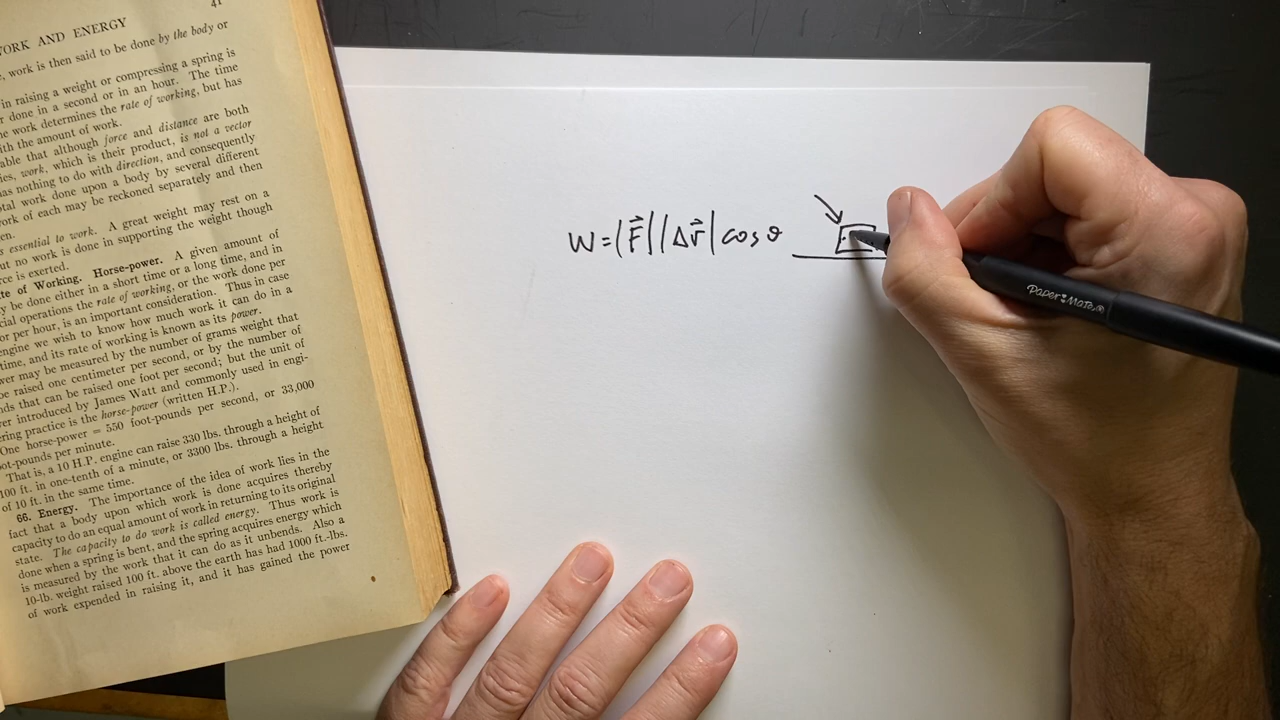 41
WORK AND ENERGY
, work is then said to be done by the body or
in raising a weight or compressing a spring is
done in a second or in an hour. The time
work determines the rate of working, but has
the amount of work.
that although force and distance are both
work, which is their product, is not a vector
has nothing to do with direction, and consequently
work done upon a body by several different
work of each may be reckoned separately and then
essential to work. A great weight may rest on a
but no work is done in supporting the weight though
force is exerted.
of Working. Horse-power. A given amount of
be done either in a short time or a long time, and in
operations the rate of working, or the work done per
or per hour, is an important consideration. Thus in case
engine we wish to know how much work it can do in a
time, and its rate of working is known as its power.
may be measured by the number of grams weight that
be raised one centimeter per second, or by the number of
that can be raised one foot per second; but the unit of
introduced by James Watt and commonly used in engi-
practice is the horse-power (written H.P.).
One horse-power = 550 foot-pounds per second, or 33,000
foot-pounds per minute.
That is, a 10 H.P. engine can raise 330 lbs. through a height of
100 ft. in one-tenth of a minute, or 3300 lbs. through a height
of 10 ft. in the same time.
66. Energy. The importance of the idea of work lies in the
fact that a body upon which work is done acquires thereby
capacity to do an equal amount of work in returning to its original
state. The capacity to do work is called energy. Thus work is
done when a spring is bent, and the spring acquires energy which
is measured by the work that it can do as it unbends. Also a
10-lb. weight raised 100 ft. above the earth has had 1000 ft.-lbs.
of work expended in raising it, and it has gained the power
W=|F⃗||Δr⃗|cosθ
Paper Mate®